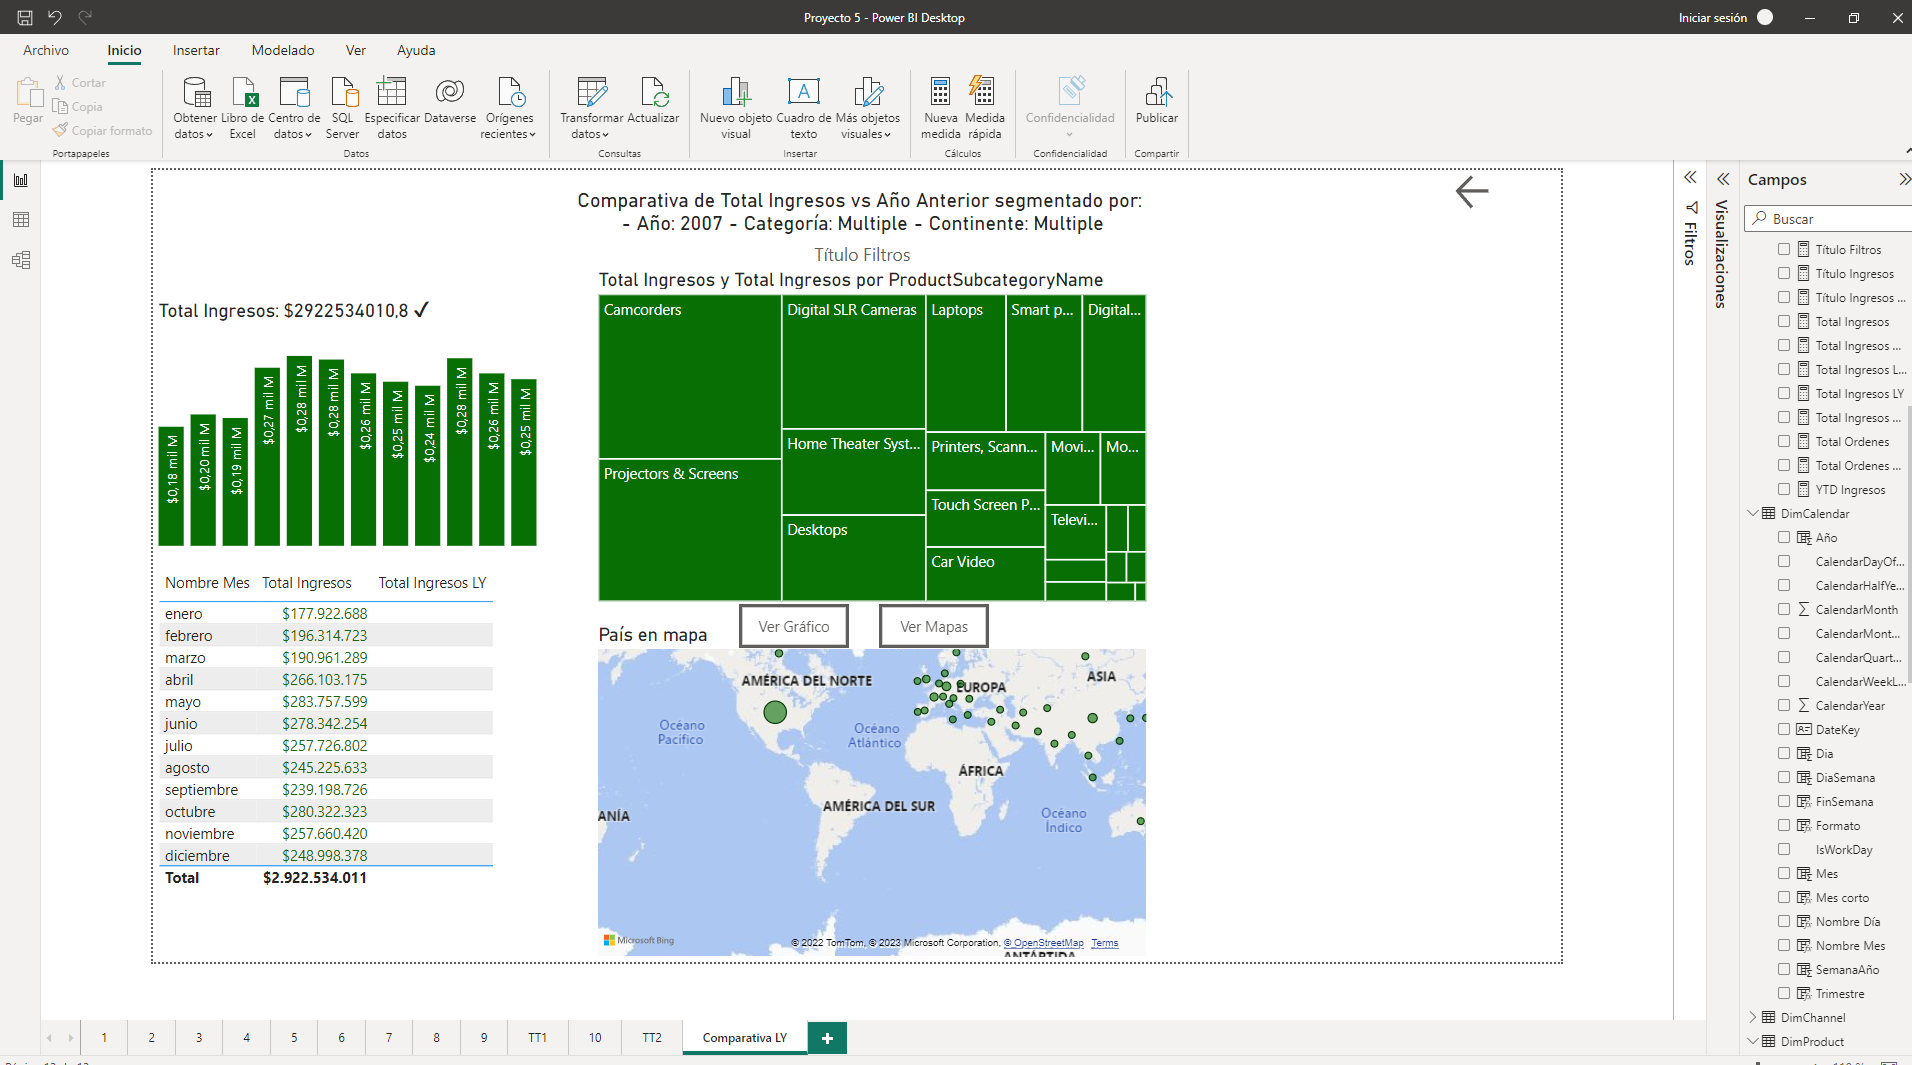 Proyecto 5 - Power BI Desktop
Iniciar sesión
Archivo
Inicio
Insertar
Modelado
Ver
Ayuda
Pegar
Cortar
Copia
Copiar formato
Portapapeles
Obtener datos
Libro de Excel
Centro de datos
SQL Server
Especificar datos
Dataverse
Orígenes recientes
Datos
Transformar datos
Actualizar
Consultas
Nuevo objeto visual
Cuadro de texto
Más objetos visuales
Insertar
Nueva medida
Medida rápida
Cálculos
Confidencialidad
Confidencialidad
Publicar
Compartir
Comparativa de Total Ingresos vs Año Anterior segmentado por:
- Año: 2007 - Categoría: Multiple - Continente: Multiple
Título Filtros
Total Ingresos: $2922534010,8 ✓
$0,18 mil M
$0,20 mil M
$0,19 mil M
$0,27 mil M
$0,28 mil M
$0,28 mil M
$0,26 mil M
$0,25 mil M
$0,24 mil M
$0,28 mil M
$0,26 mil M
$0,25 mil M
Nombre Mes Total Ingresos Total Ingresos LY
enero $177.922.688
febrero $196.314.723
marzo $190.961.289
abril $266.103.175
mayo $283.757.599
junio $278.342.254
julio $257.726.802
agosto $245.225.633
septiembre $239.198.726
octubre $280.322.323
noviembre $257.660.420
diciembre $248.998.378
Total $2.922.534.011
Total Ingresos y Total Ingresos por ProductSubcategoryName
Camcorders
Projectors & Screens
Digital SLR Cameras
Home Theater Syst...
Desktops
Laptops
Smart p...
Digital...
Printers, Scann...
Touch Screen P...
Car Video
Movi...
Mo...
Televi...
País en mapa
Ver Gráfico
Ver Mapas
AMÉRICA DEL NORTE
EUROPA
ASIA
Océano Pacífico
Océano Atlántico
ÁFRICA
AMÉRICA DEL SUR
ANÍA
Océano Índico
ANTÁRTIDA
Microsoft Bing
© 2022 TomTom, © 2023 Microsoft Corporation, © OpenStreetMap Terms
Filtros
Visualizaciones
Campos
Buscar
Título Filtros
Título Ingresos
Título Ingresos ...
Total Ingresos
Total Ingresos ...
Total Ingresos L...
Total Ingresos LY
Total Ingresos ...
Total Ordenes
Total Ordenes ...
YTD Ingresos
DimCalendar
Año
CalendarDayOf...
CalendarHalfYe...
CalendarMonth
CalendarMont...
CalendarQuart...
CalendarWeekL...
CalendarYear
DateKey
Dia
DiaSemana
FinSemana
Formato
IsWorkDay
Mes
Mes corto
Nombre Día
Nombre Mes
SemanaAño
Trimestre
DimChannel
DimProduct
1
2
3
4
5
6
7
8
9
TT1
10
TT2
Comparativa LY